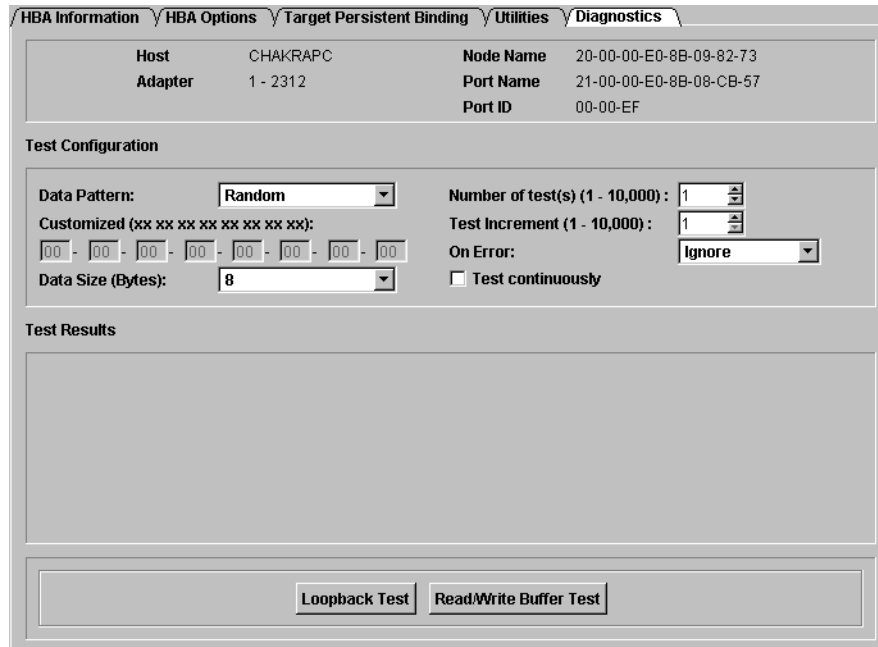 HBA Information HBA Options Target Persistent Binding Utilities Diagnostics
Host CHAKRAPC Node Name 20-00-00-E0-8B-09-82-73
Adapter 1 - 2312 Port Name 21-00-00-E0-8B-08-CB-57
Port ID 00-00-EF
Test Configuration
Data Pattern: Random Number of test(s) (1 - 10,000) : 1
Customized (xx xx xx xx xx xx xx xx): Test Increment (1 - 10,000) : 1
00 - 00 - 00 - 00 - 00 - 00 - 00 - 00 On Error: Ignore
Data Size (Bytes): 8 Test continuously
Test Results
Loopback Test Read/Write Buffer Test